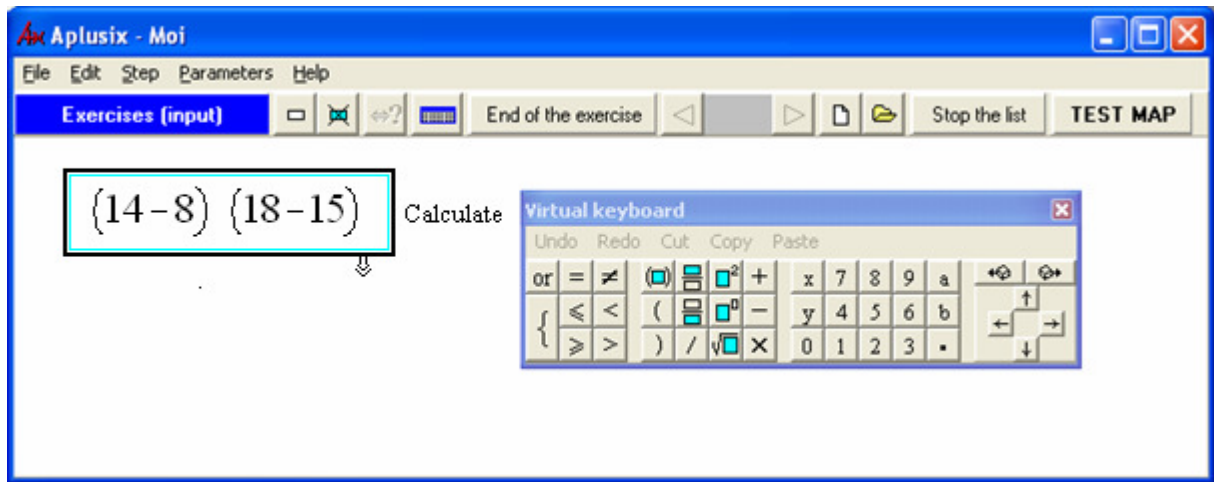 Aplusix - Moi
File Edit Step Parameters Help
Exercises (input) ⇔? End of the exercise Stop the list TEST MAP
(14-8) (18-15) Calculate
Virtual keyboard
Undo Redo Cut Copy Paste
or = ≠ (□) □² + x 7 8 9 a
{ ⩽ < ( □^□ − y 4 5 6 b ← ↑ →
⩾ > ) / √□ × 0 1 2 3 . ↓